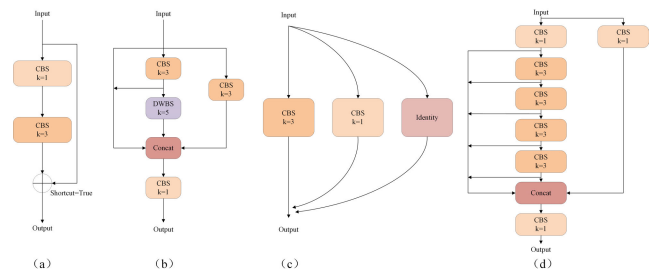 Input
CBS
k=1
CBS
k=3
Shortcut=True
Output
(a)
Input
CBS
k=3
CBS
k=3
DWBS
k=5
Concat
CBS
k=1
Output
(b)
Input
CBS
k=3
CBS
k=1
Identity
Output
(c)
Input
CBS
k=1
CBS
k=1
CBS
k=3
CBS
k=3
CBS
k=3
CBS
k=3
Concat
CBS
k=1
Output
(d)